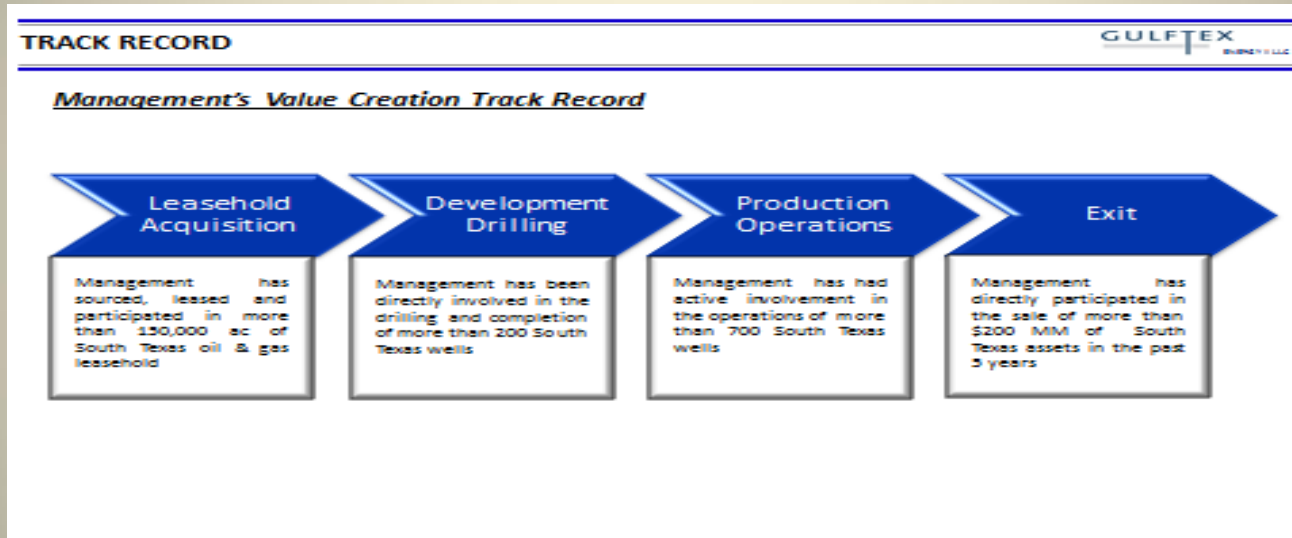 TRACK RECORD
GULFTEX
ENERGY II LLC
Management's Value Creation Track Record
Leasehold
Acquisition
Development
Drilling
Production
Operations
Exit
Management has
sourced, leased and
participated in more
than 150,000 ac of
South Texas oil & gas
leasehold
Management has been
directly involved in the
drilling and completion
of more than 200 South
Texas wells
Management has had
active involvement in
the operations of more
than 700 South Texas
wells
Management has
directly participated in
the sale of more than
$200 MM of South
Texas assets in the past
5 years